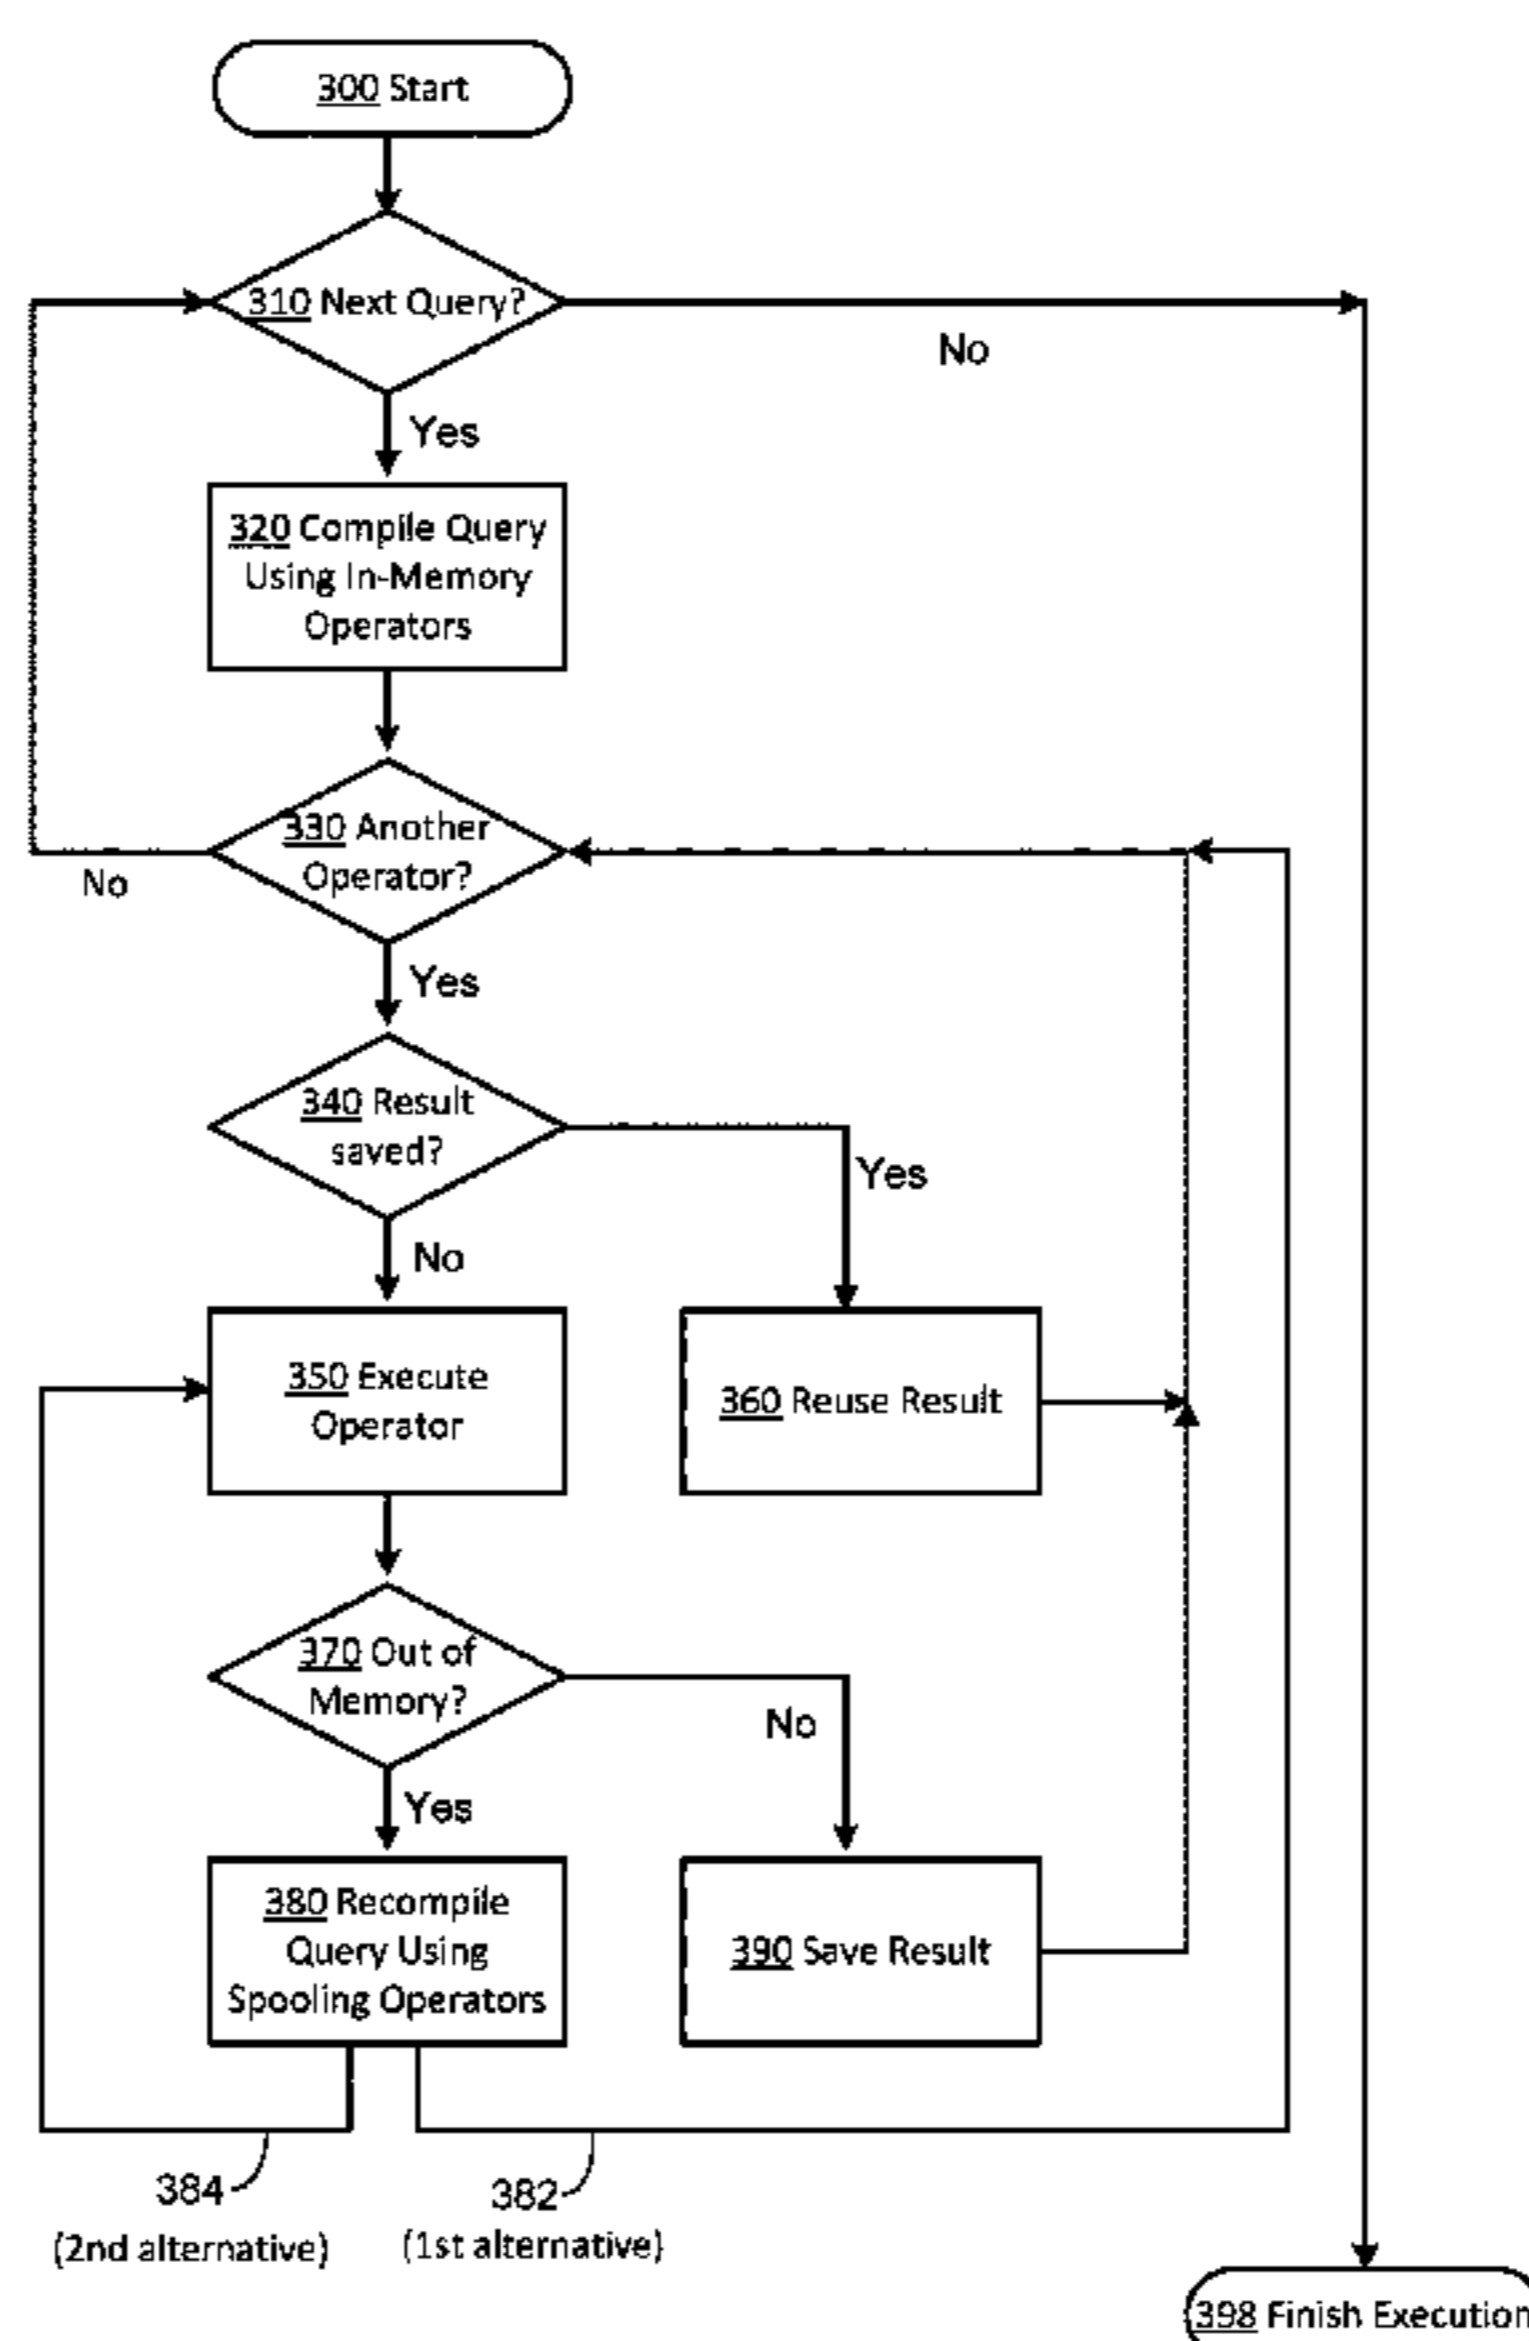 300 Start
310 Next Query?
No
Yes
320 Compile Query
Using In-Memory
Operators
330 Another
Operator?
No
Yes
340 Result
saved?
Yes
No
350 Execute
Operator
360 Reuse Result
370 Out of
Memory?
No
Yes
380 Recompile
Query Using
Spooling Operators
390 Save Result
384
(2nd alternative)
382
(1st alternative)
398 Finish Execution